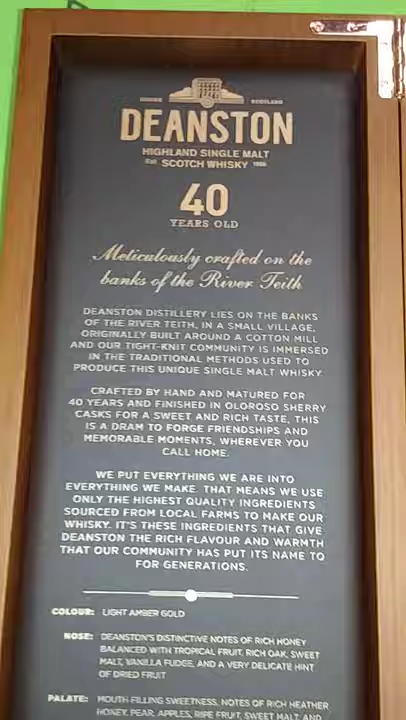 SCOTLAND
DEANSTON
HIGHLAND SINGLE MALT
Est SCOTCH WHISKY 1966
40
YEARS OLD
Meticulously crafted on the
banks of the River Teith
DEANSTON DISTILLERY LIES ON THE BANKS
OF THE RIVER TEITH, IN A SMALL VILLAGE,
ORIGINALLY BUILT AROUND A COTTON MILL
AND OUR TIGHT-KNIT COMMUNITY IS IMMERSED
IN THE TRADITIONAL METHODS USED TO
PRODUCE THIS UNIQUE SINGLE MALT WHISKY.
CRAFTED BY HAND AND MATURED FOR
40 YEARS AND FINISHED IN OLOROSO SHERRY
CASKS FOR A SWEET AND RICH TASTE, THIS
IS A DRAM TO FORGE FRIENDSHIPS AND
MEMORABLE MOMENTS, WHEREVER YOU
CALL HOME.
WE PUT EVERYTHING WE ARE INTO
EVERYTHING WE MAKE. THAT MEANS WE USE
ONLY THE HIGHEST QUALITY INGREDIENTS
SOURCED FROM LOCAL FARMS TO MAKE OUR
WHISKY. IT'S THESE INGREDIENTS THAT GIVE
DEANSTON THE RICH FLAVOUR AND WARMTH
THAT OUR COMMUNITY HAS PUT ITS NAME TO
FOR GENERATIONS.
COLOUR: LIGHT AMBER GOLD
NOSE: DEANSTON'S DISTINCTIVE NOTES OF RICH HONEY
BALANCED WITH TROPICAL FRUIT, RICH OAK, SWEET
MALT, VANILLA FUDGE, AND A VERY DELICATE HINT
OF DRIED FRUIT
PALATE: MOUTH-FILLING SWEETNESS, NOTES OF RICH HEATHER
HONEY, PEAR, APPLES, RIPE FRUIT, SWEET MALT, AND